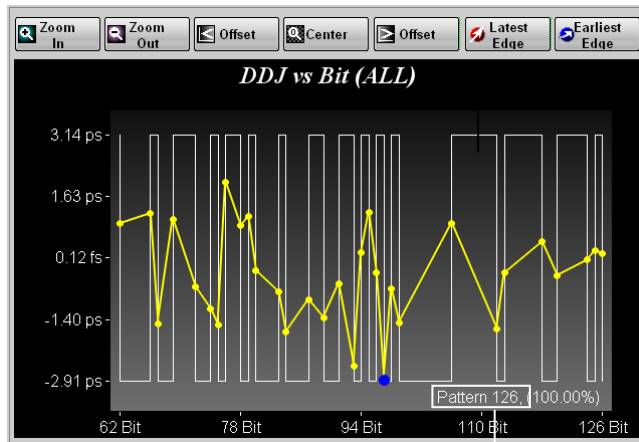 Zoom In
Zoom Out
Offset
Center
Offset
Latest Edge
Earliest Edge
DDJ vs Bit (ALL)
3.14 ps
1.63 ps
0.12 fs
-1.40 ps
-2.91 ps
Pattern 126, (100.00%)
62 Bit
78 Bit
94 Bit
110 Bit
126 Bit